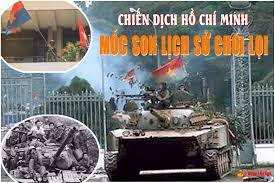 CHIẾN DỊCH HỒ CHÍ MINH
MỐC SON LỊCH SỬ CHÓI LỌI